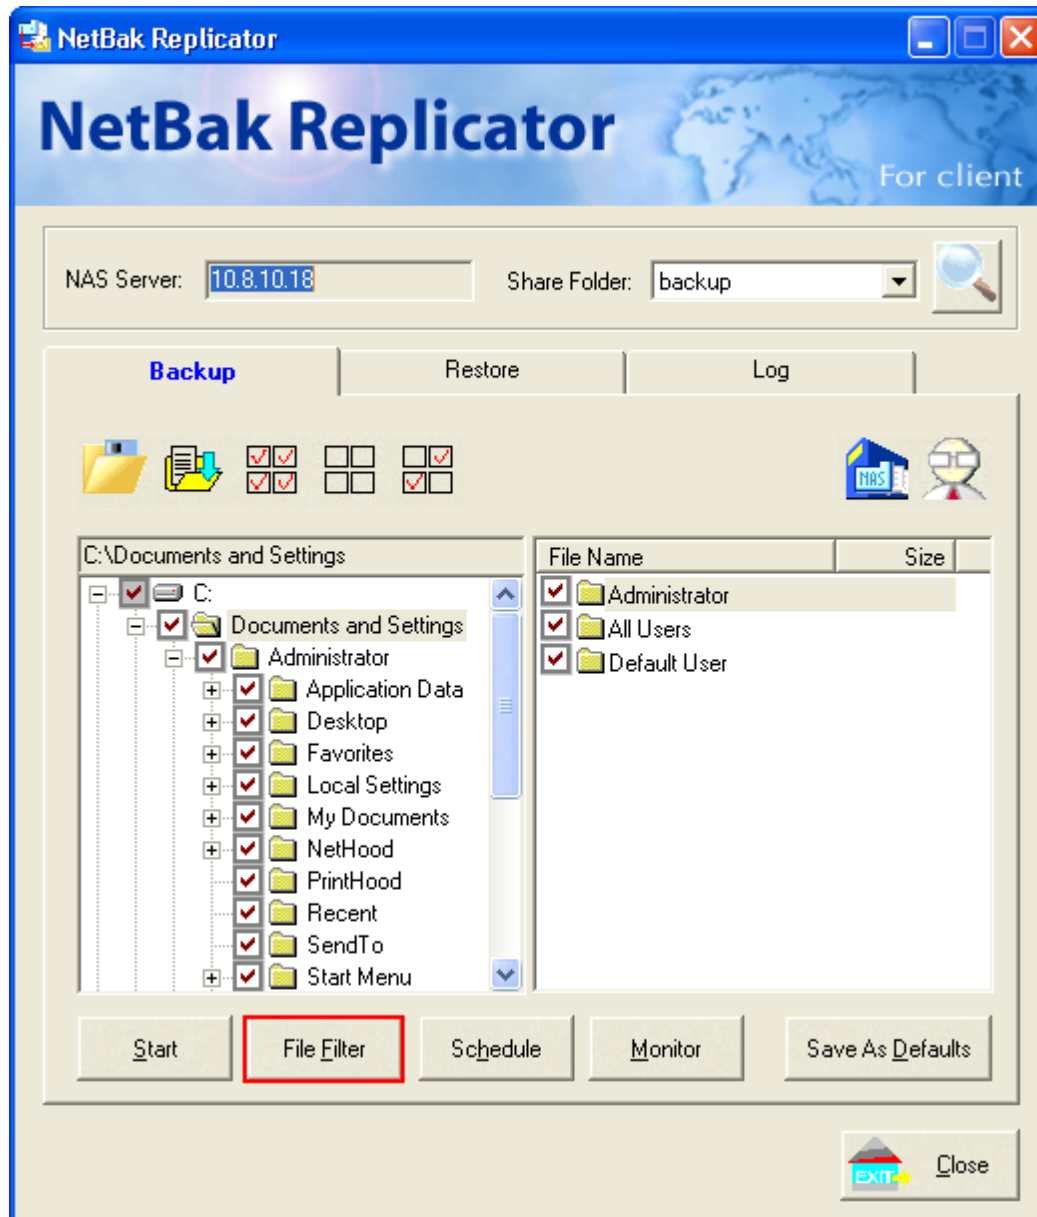 NetBak Replicator
NetBak Replicator
For client
NAS Server: 10.8.10.18 Share Folder: backup
Backup Restore Log
NAS
C:\Documents and Settings
File Name Size
C:
Documents and Settings
Administrator
Application Data
Desktop
Favorites
Local Settings
My Documents
NetHood
PrintHood
Recent
SendTo
Start Menu
Administrator
All Users
Default User
Start File Filter Schedule Monitor Save As Defaults
EXIT Close